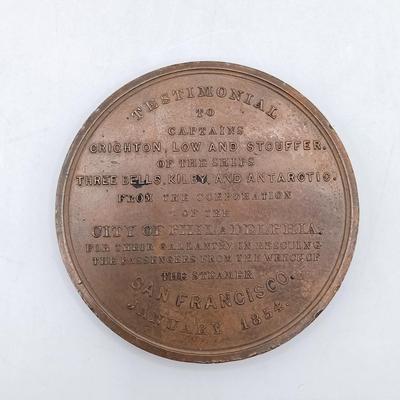 TESTIMONIAL
TO
CAPTAINS
CRIGHTON, LOW AND STOUFFER.
OF THE SHIPS
THREE BELLS, KILBY, AND ANTARCTIC.
FROM THE CORPORATION
OF THE
CITY OF PHILADELPHIA.
FOR THEIR GALLANTRY IN RESCUING
THE PASSENGERS FROM THE WRECK OF
THE STEAMER
SAN FRANCISCO.
JANUARY 1854.